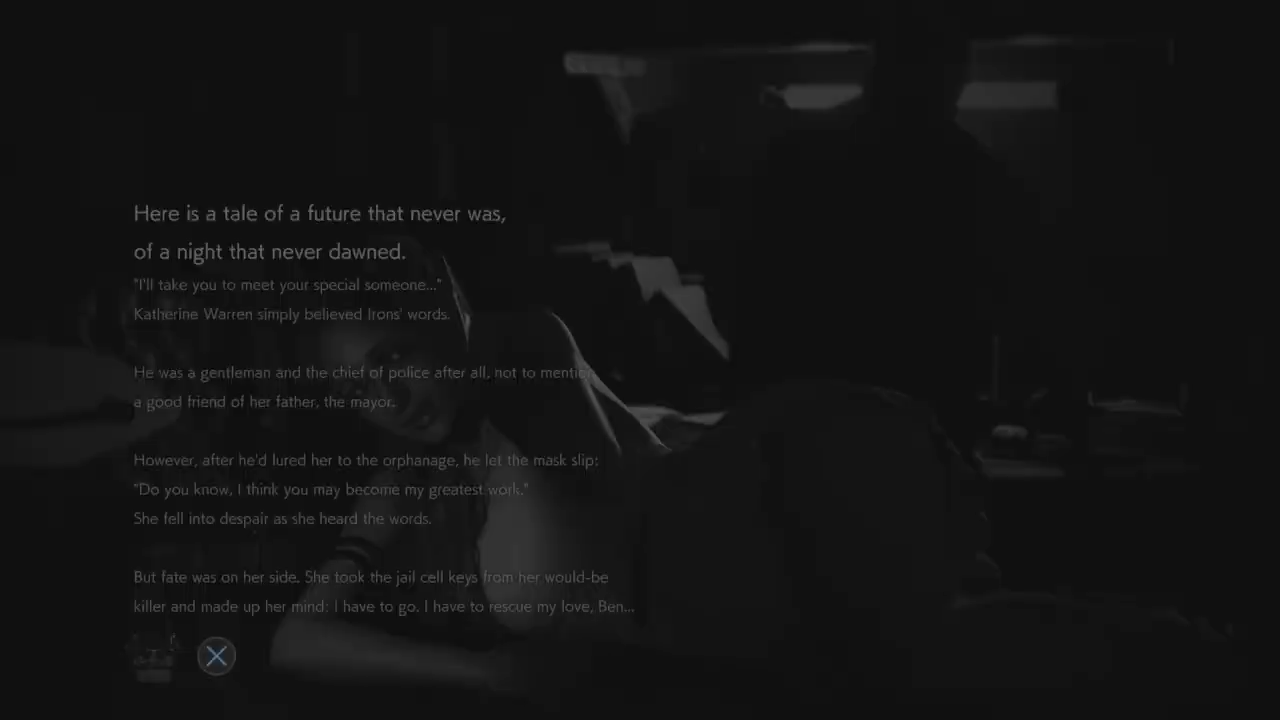 Here is a tale of a future that never was,
of a night that never dawned.
"I'll take you to meet your special someone..."
Katherine Warren simply believed Irons' words.
He was a gentleman and the chief of police after all, not to mention
a good friend of her father, the mayor.
However, after he'd lured her to the orphanage, he let the mask slip:
"Do you know, I think you may become my greatest work."
She fell into despair as she heard the words.
But fate was on her side. She took the jail cell keys from her would-be
killer and made up her mind: I have to go. I have to rescue my love, Ben...